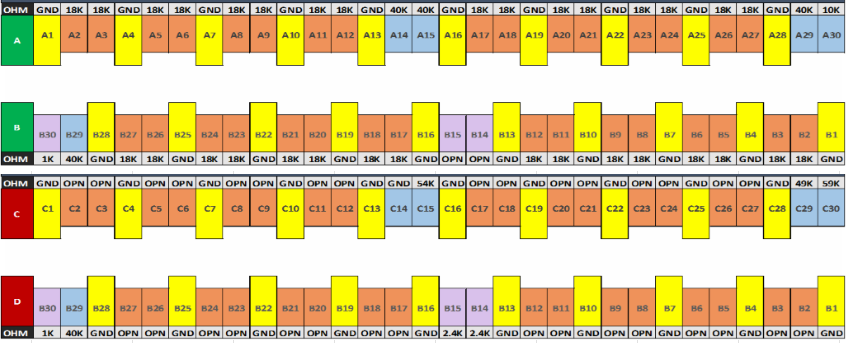 OHM GND 18K 18K GND 18K 18K GND 18K 18K GND 18K 18K GND 40K 40K GND 18K 18K GND 18K 18K GND 18K 18K GND 18K 18K GND 40K 10K
A A1 A2 A3 A4 A5 A6 A7 A8 A9 A10 A11 A12 A13 A14 A15 A16 A17 A18 A19 A20 A21 A22 A23 A24 A25 A26 A27 A28 A29 A30
B B30 B29 B28 B27 B26 B25 B24 B23 B22 B21 B20 B19 B18 B17 B16 B15 B14 B13 B12 B11 B10 B9 B8 B7 B6 B5 B4 B3 B2 B1
OHM 1K 40K GND 18K 18K GND 18K 18K GND 18K 18K GND 18K 18K GND OPN OPN GND 18K 18K GND 18K 18K GND 18K 18K GND 18K 18K GND
OHM GND OPN OPN GND OPN OPN GND OPN OPN GND OPN OPN GND GND 54K GND OPN OPN GND OPN OPN GND OPN OPN GND OPN OPN GND 49K 59K
C C1 C2 C3 C4 C5 C6 C7 C8 C9 C10 C11 C12 C13 C14 C15 C16 C17 C18 C19 C20 C21 C22 C23 C24 C25 C26 C27 C28 C29 C30
D B30 B29 B28 B27 B26 B25 B24 B23 B22 B21 B20 B19 B18 B17 B16 B15 B14 B13 B12 B11 B10 B9 B8 B7 B6 B5 B4 B3 B2 B1
OHM 1K 40K GND OPN OPN GND OPN OPN GND OPN OPN GND OPN OPN GND 2.4K 2.4K GND OPN OPN GND OPN OPN GND OPN OPN GND OPN OPN GND